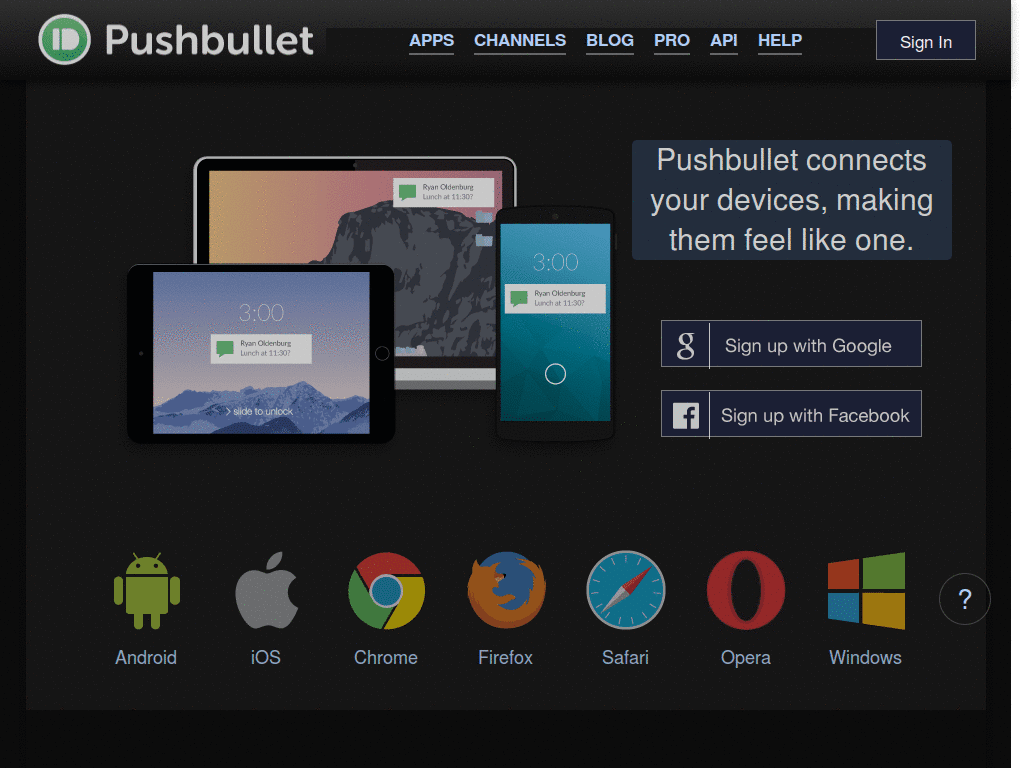 Pushbullet
APPS CHANNELS BLOG PRO API HELP
Sign In
Pushbullet connects
your devices, making
them feel like one.
Ryan Oldenburg
Lunch at 11:30?
3:00
Ryan Oldenburg
Lunch at 11:30?
3:00
Ryan Oldenburg
Lunch at 11:30?
> slide to unlock
g Sign up with Google
f Sign up with Facebook
Android iOS Chrome Firefox Safari Opera Windows
?